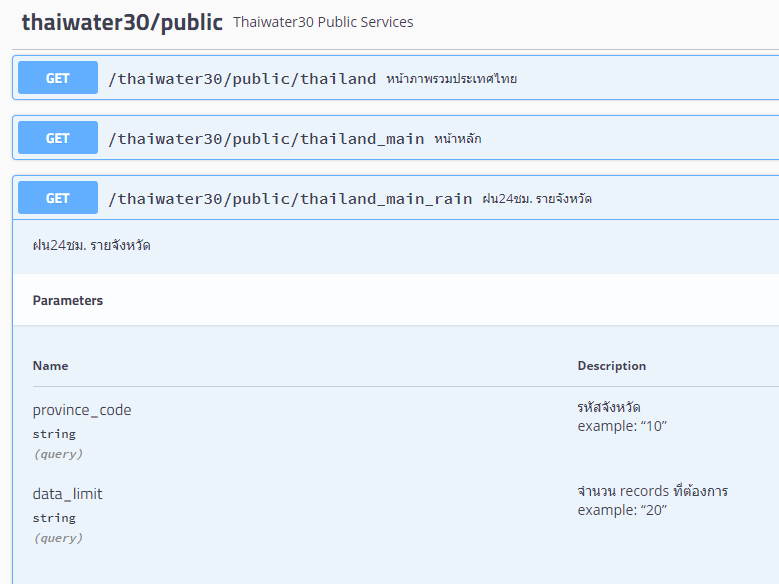 thaiwater30/public Thaiwater30 Public Services
GET /thaiwater30/public/thailand หน้าภาพรวมประเทศไทย
GET /thaiwater30/public/thailand_main หน้าหลัก
GET /thaiwater30/public/thailand_main_rain ฝน24ชม. รายจังหวัด
ฝน24ชม. รายจังหวัด
Parameters
Name Description
province_code รหัสจังหวัด
string example: “10”
(query)
data_limit จำนวน records ที่ต้องการ
string example: “20”
(query)